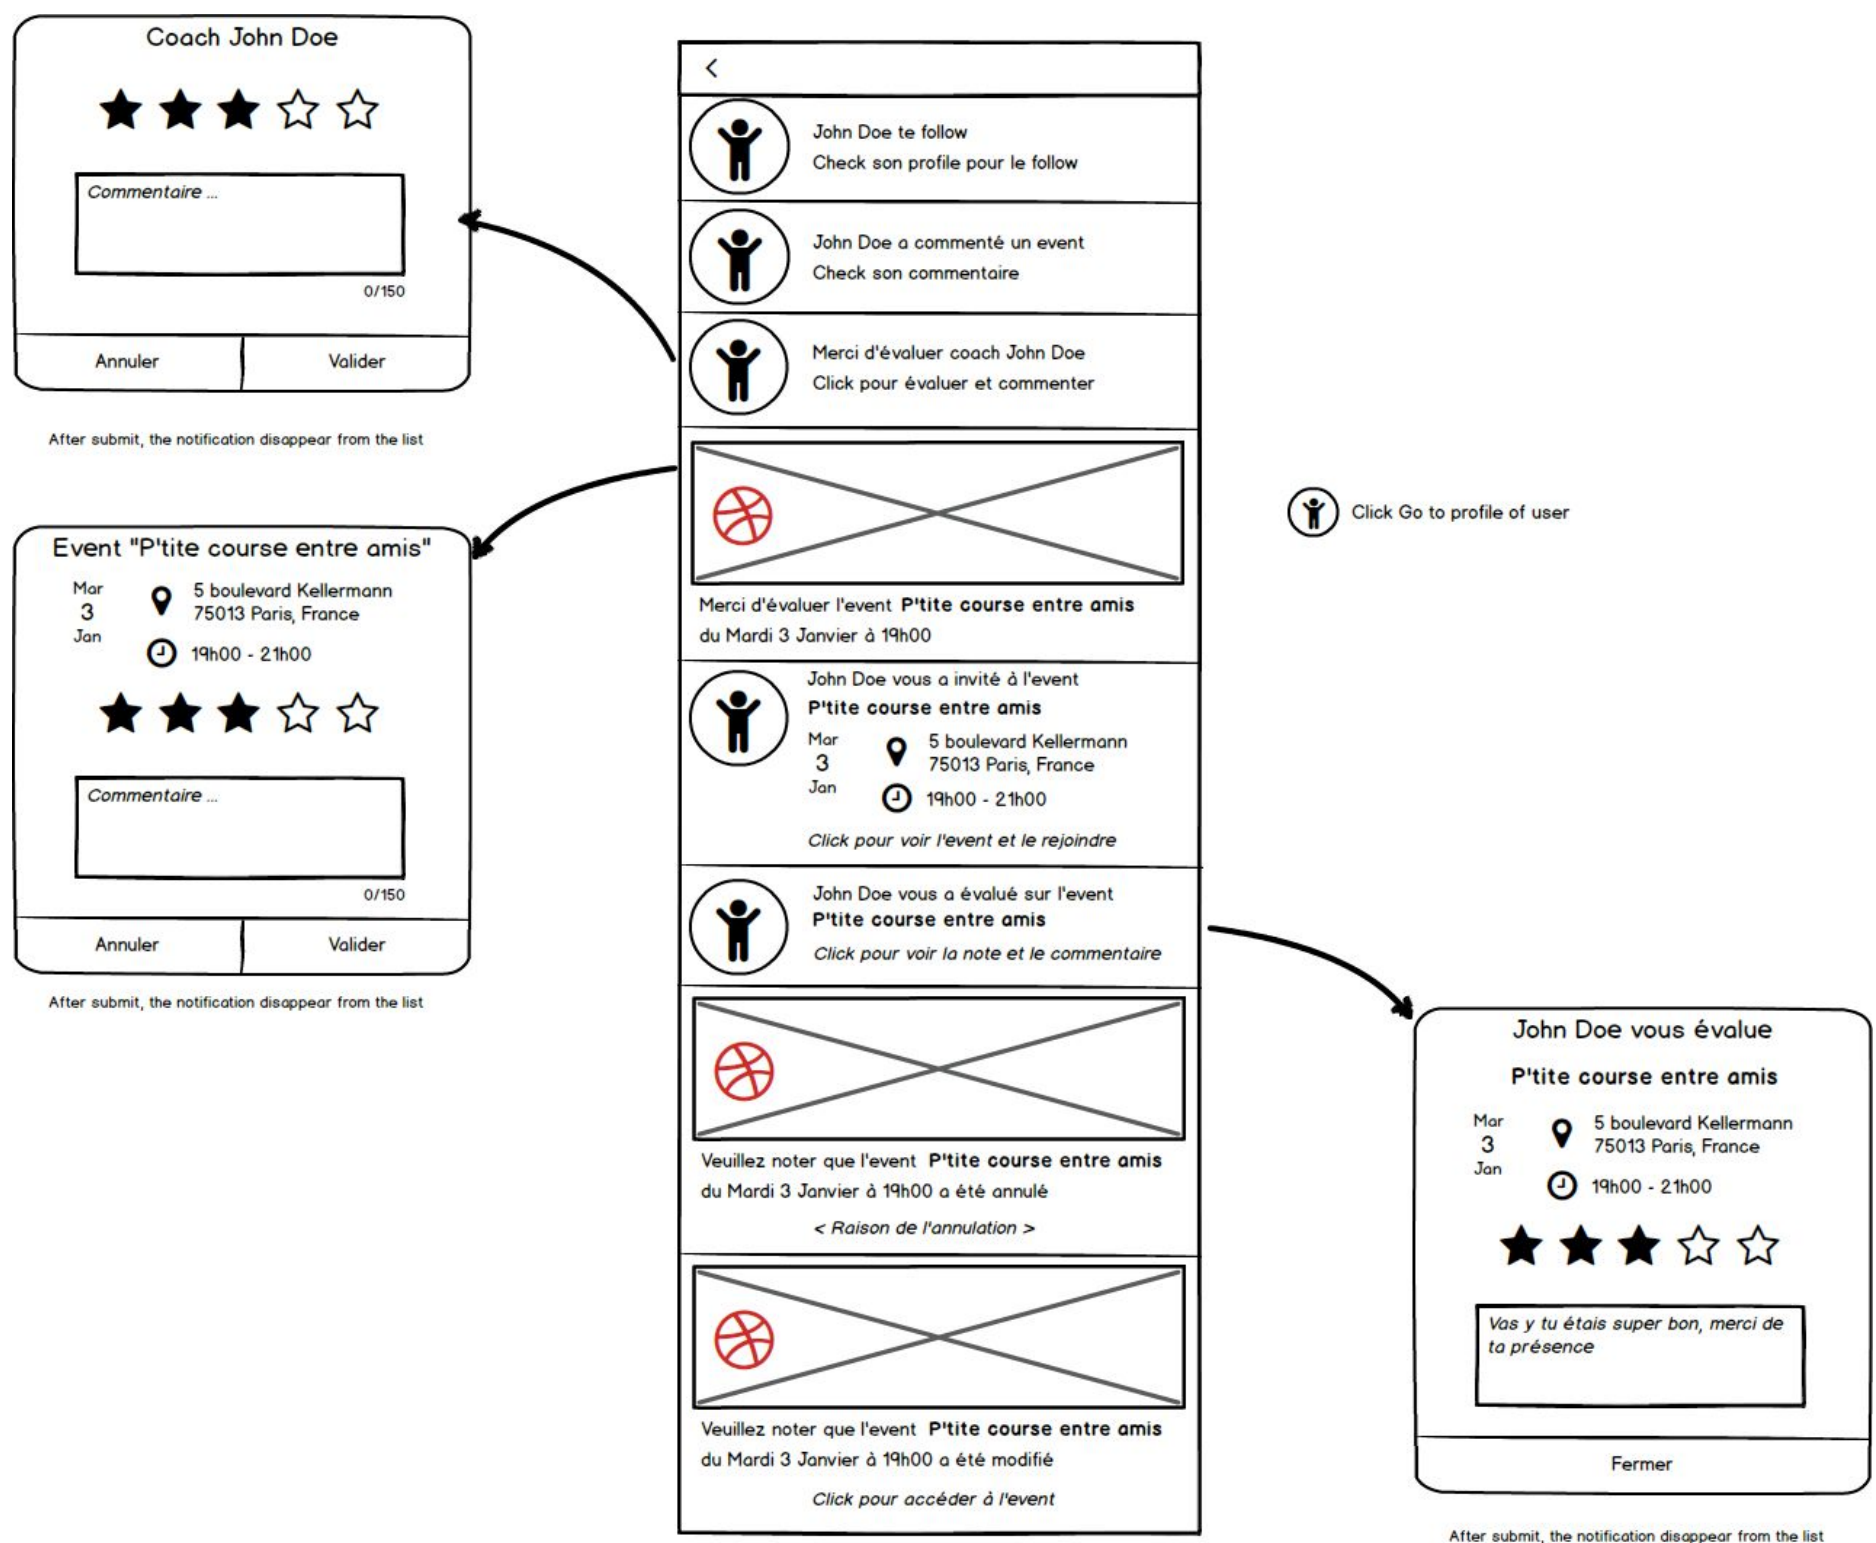 Coach John Doe
Commentaire ...
0/150
Annuler
Valider
After submit, the notification disappear from the list
Event "P'tite course entre amis"
Mar
3
Jan
5 boulevard Kellermann
75013 Paris, France
19h00 - 21h00
Commentaire ...
0/150
Annuler
Valider
After submit, the notification disappear from the list
John Doe te follow
Check son profile pour le follow
John Doe a commenté un event
Check son commentaire
Merci d'évaluer coach John Doe
Click pour évaluer et commenter
Merci d'évaluer l'event P'tite course entre amis
du Mardi 3 Janvier à 19h00
John Doe vous a invité à l'event
P'tite course entre amis
Mar
3
Jan
5 boulevard Kellermann
75013 Paris, France
19h00 - 21h00
Click pour voir l'event et le rejoindre
John Doe vous a évalué sur l'event
P'tite course entre amis
Click pour voir la note et le commentaire
Veuillez noter que l'event P'tite course entre amis
du Mardi 3 Janvier à 19h00 a été annulé
< Raison de l'annulation >
Veuillez noter que l'event P'tite course entre amis
du Mardi 3 Janvier à 19h00 a été modifié
Click pour accéder à l'event
Click Go to profile of user
John Doe vous évalue
P'tite course entre amis
Mar
3
Jan
5 boulevard Kellermann
75013 Paris, France
19h00 - 21h00
Vas y tu étais super bon, merci de
ta présence
Fermer
After submit, the notification disappear from the list